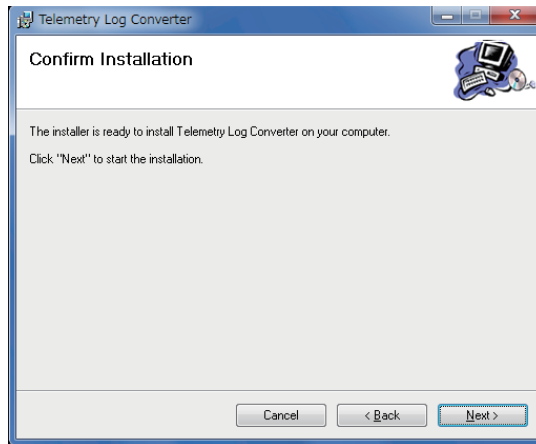 Telemetry Log Converter
Confirm Installation
The installer is ready to install Telemetry Log Converter on your computer.
Click "Next" to start the installation.
Cancel
< Back
Next >